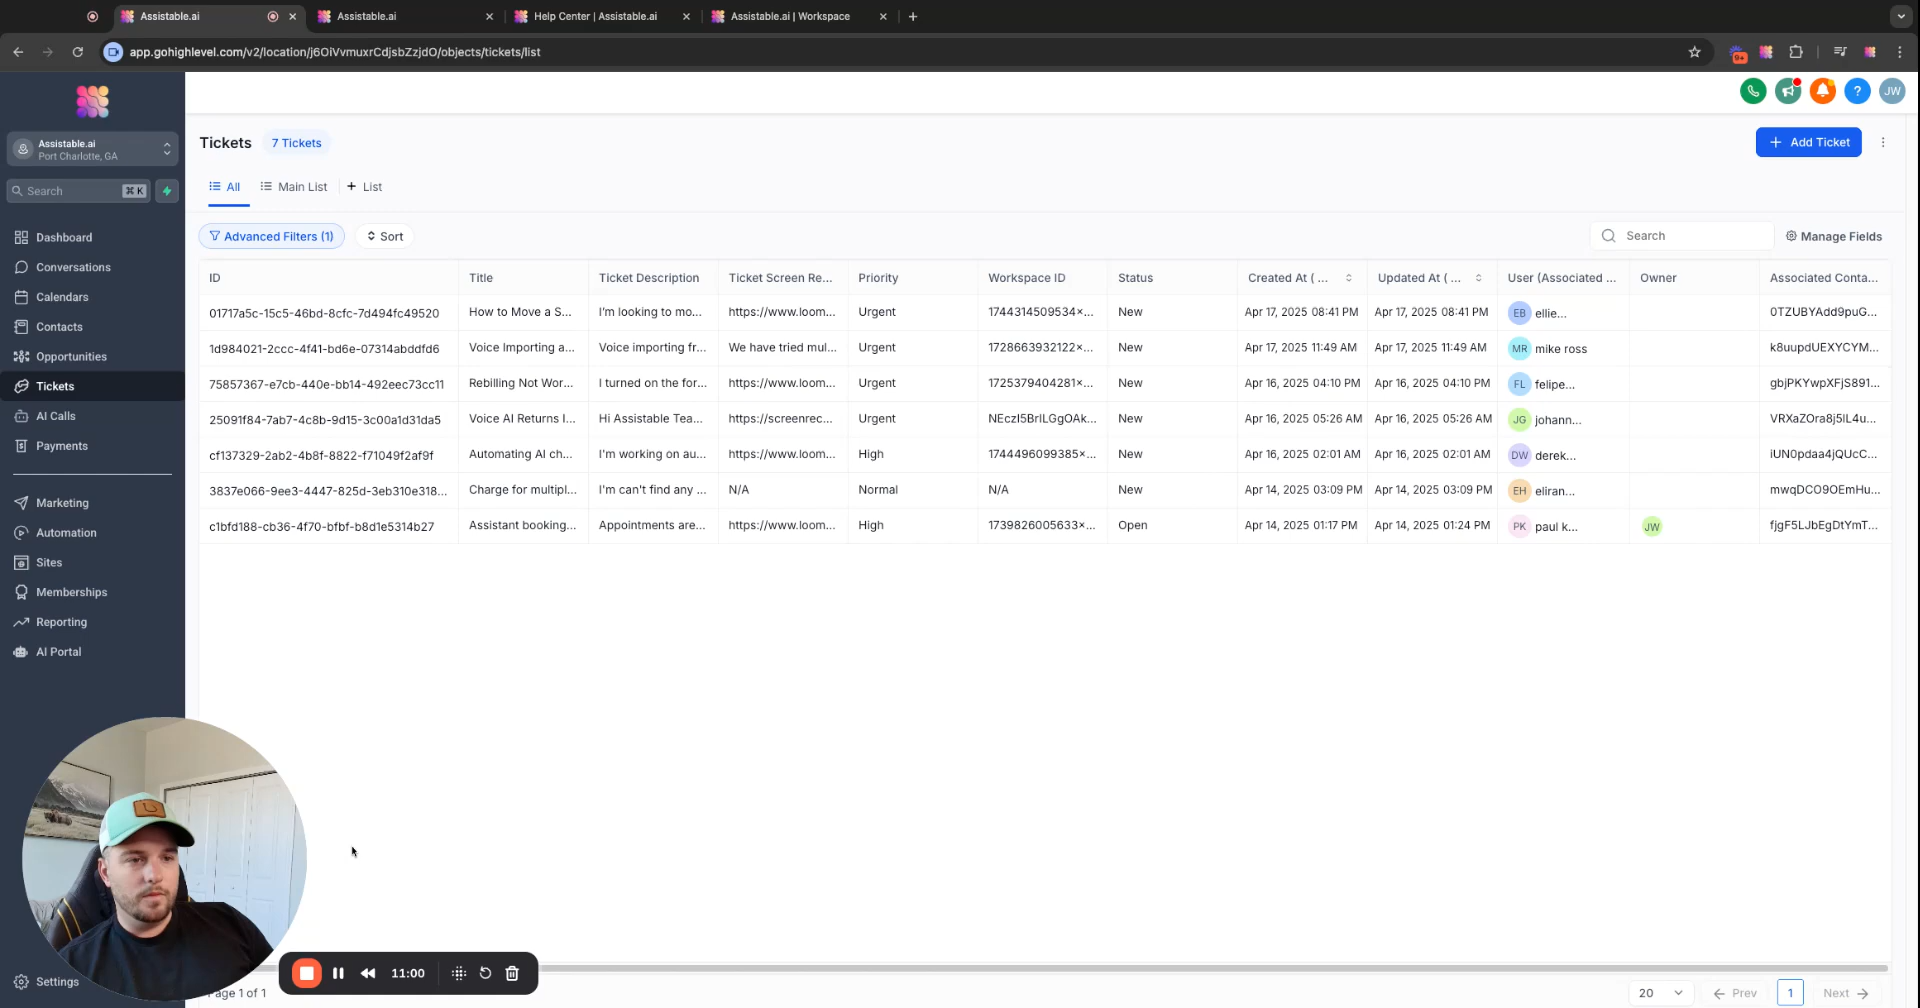 Assistable.ai
Assistable.ai
Help Center | Assistable.ai
Assistable.ai | Workspace
app.gohighlevel.com/v2/location/j6OiVvmuxrCdjsbZzjdO/objects/tickets/list
9+
Assistable.ai
Port Charlotte, GA
Search
⌘ K
Dashboard
Conversations
Calendars
Contacts
Opportunities
Tickets
AI Calls
Payments
Marketing
Automation
Sites
Memberships
Reporting
AI Portal
Settings
JW
Tickets
7 Tickets
+ Add Ticket
All
Main List
+ List
Advanced Filters (1)
Sort
Search
Manage Fields
ID Title Ticket Description Ticket Screen Re... Priority Workspace ID Status Created At ( ... Updated At ( ... User (Associated ... Owner Associated Conta...
01717a5c-15c5-46bd-8cfc-7d494fc49520 How to Move a S... I'm looking to mo... https://www.loom... Urgent 1744314509534×... New Apr 17, 2025 08:41 PM Apr 17, 2025 08:41 PM EB ellie... 0TZUBYAdd9puG...
1d984021-2ccc-4f41-bd6e-07314abddfd6 Voice Importing a... Voice importing fr... We have tried mul... Urgent 1728663932122×... New Apr 17, 2025 11:49 AM Apr 17, 2025 11:49 AM MR mike ross k8uupdUEXYCYM...
75857367-e7cb-440e-bb14-492eec73cc11 Rebilling Not Wor... I turned on the for... https://www.loom... Urgent 1725379404281×... New Apr 16, 2025 04:10 PM Apr 16, 2025 04:10 PM FL felipe... gbjPKYwpXFjS891...
25091f84-7ab7-4c8b-9d15-3c00a1d31da5 Voice AI Returns I... Hi Assistable Tea... https://screenrec... Urgent NEczI5BrILGgOAk... New Apr 16, 2025 05:26 AM Apr 16, 2025 05:26 AM JG johann... VRXaZOra8j5IL4u...
cf137329-2ab2-4b8f-8822-f71049f2af9f Automating AI ch... I'm working on au... https://www.loom... High 1744496099385×... New Apr 16, 2025 02:01 AM Apr 16, 2025 02:01 AM DW derek... iUN0pdaa4jQUcC...
3837e066-9ee3-4447-825d-3eb310e318... Charge for multipl... I'm can't find any ... N/A Normal N/A New Apr 14, 2025 03:09 PM Apr 14, 2025 03:09 PM EH eliran... mwqDCO9OEmHu...
c1bfd188-cb36-4f70-bfbf-b8d1e5314b27 Assistant booking... Appointments are... https://www.loom... High 1739826005633×... Open Apr 14, 2025 01:17 PM Apr 14, 2025 01:24 PM PK paul k... JW fjgF5LJbEgDtYmT...
11:00
Page 1 of 1
20
Prev
1
Next